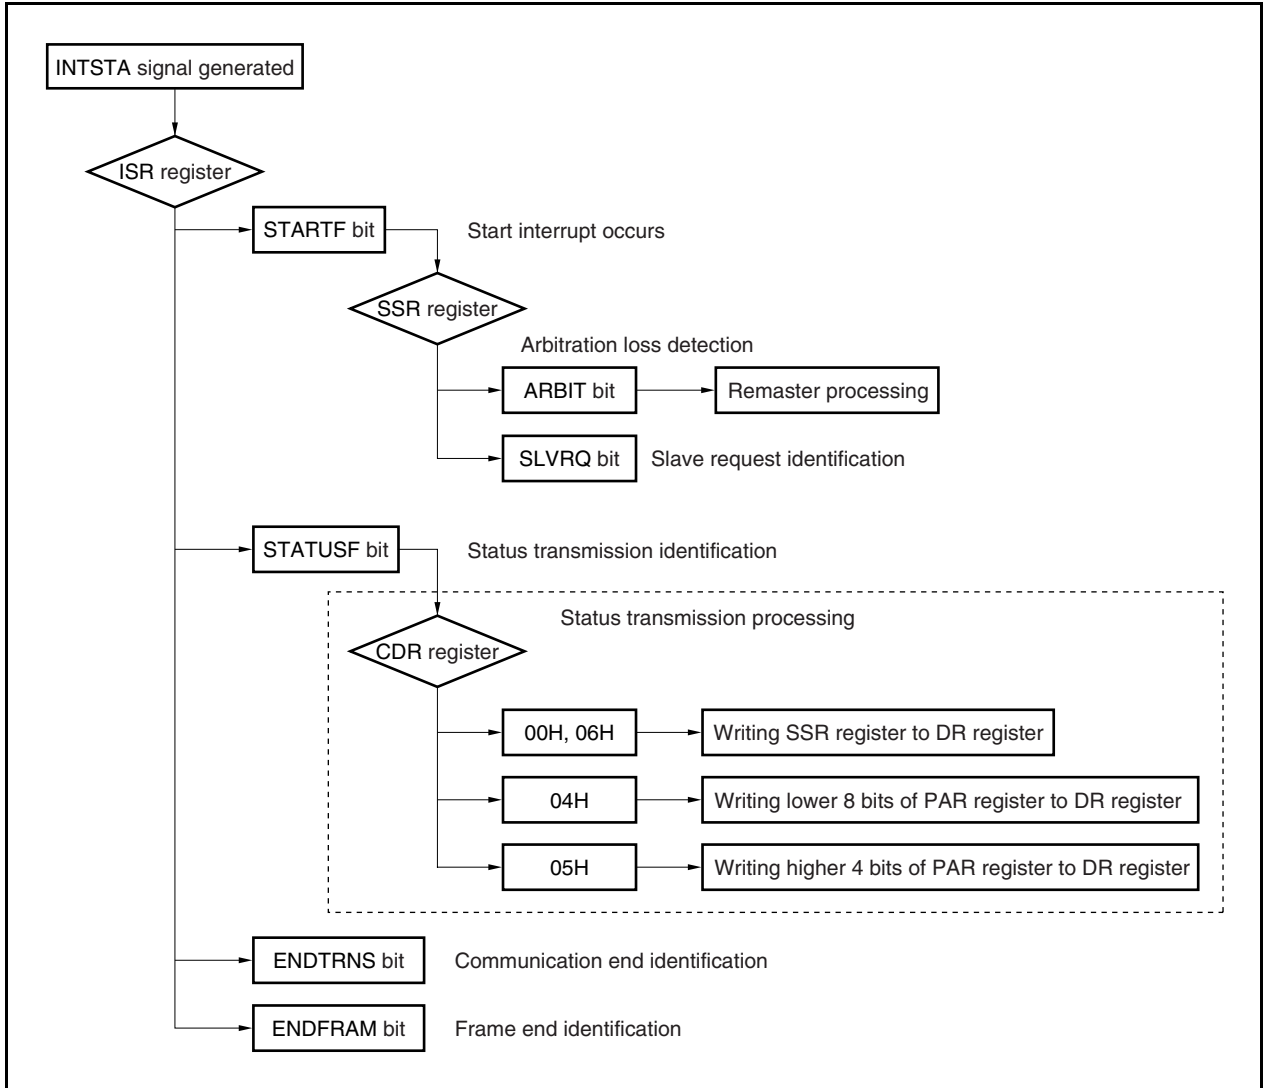 INTSTA signal generated
ISR register
STARTF bit
Start interrupt occurs
SSR register
Arbitration loss detection
ARBIT bit
Remaster processing
SLVRQ bit
Slave request identification
STATUSF bit
Status transmission identification
Status transmission processing
CDR register
00H, 06H
Writing SSR register to DR register
04H
Writing lower 8 bits of PAR register to DR register
05H
Writing higher 4 bits of PAR register to DR register
ENDTRNS bit
Communication end identification
ENDFRAM bit
Frame end identification